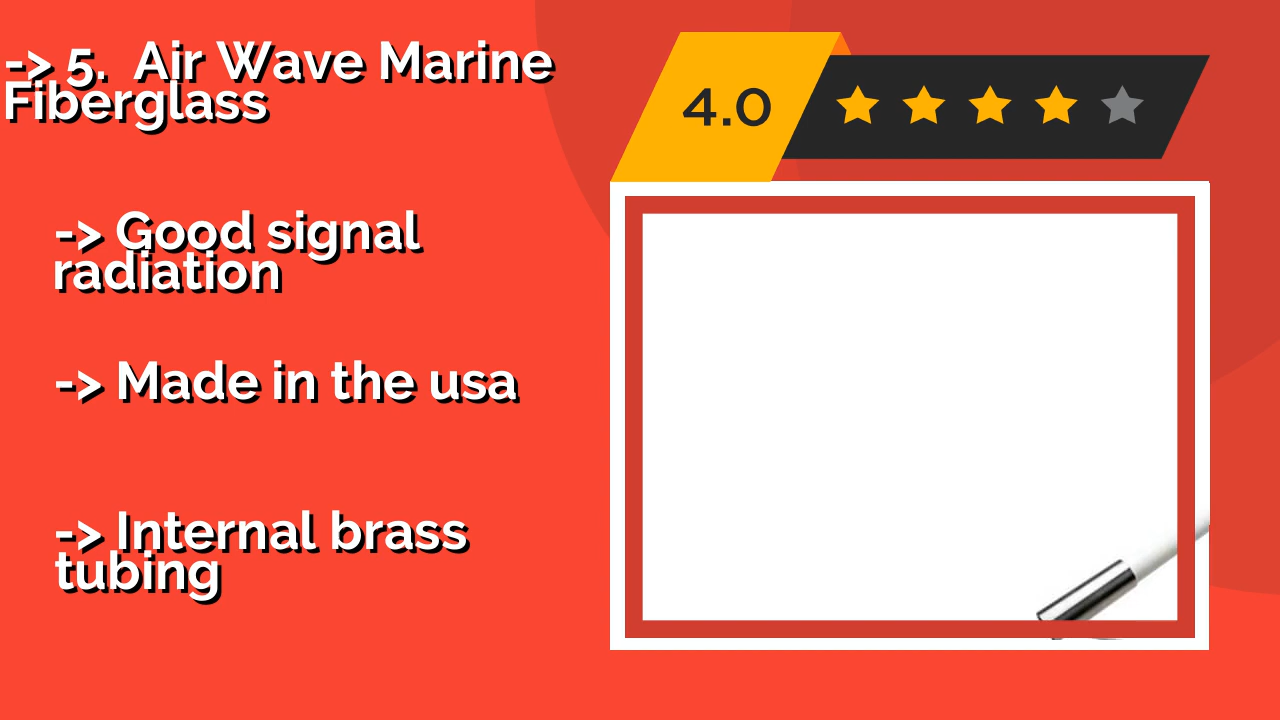 -> 5.  Air Wave Marine
Fiberglass
4.0
-> Good signal
radiation
-> Made in the usa
-> Internal brass
tubing